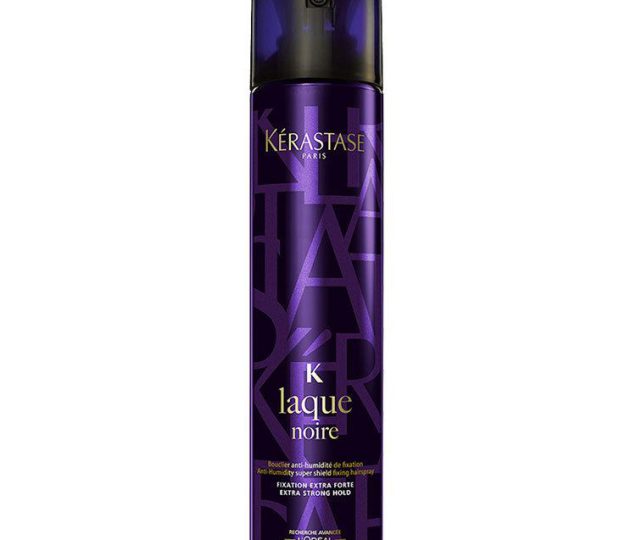 KÉRASTASE
PARIS
K
laque
noire
Bouclier anti-humidité de fixation
Anti-Humidity super shield fixing hairspray
FIXATION EXTRA FORTE
EXTRA STRONG HOLD
RECHERCHE AVANCÉE
L'ORÉAL